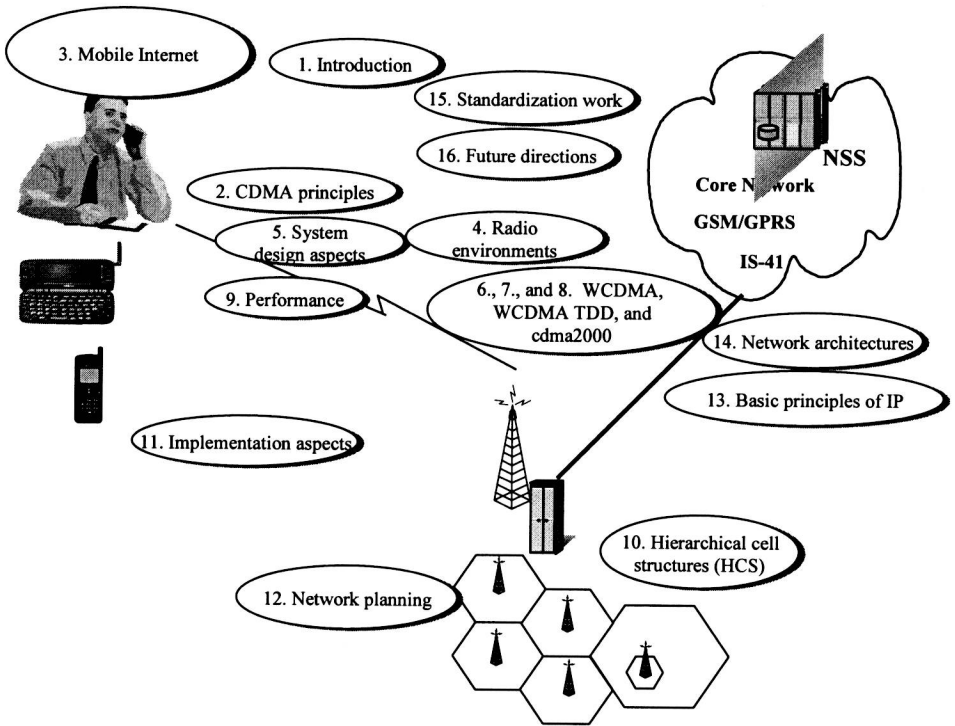 3. Mobile Internet
1. Introduction
15. Standardization work
16. Future directions
NSS
Core Network
GSM/GPRS
IS-41
2. CDMA principles
5. System
design aspects
4. Radio
environments
9. Performance
6., 7., and 8. WCDMA,
WCDMA TDD, and
cdma2000
14. Network architectures
13. Basic principles of IP
11. Implementation aspects
10. Hierarchical cell
structures (HCS)
12. Network planning